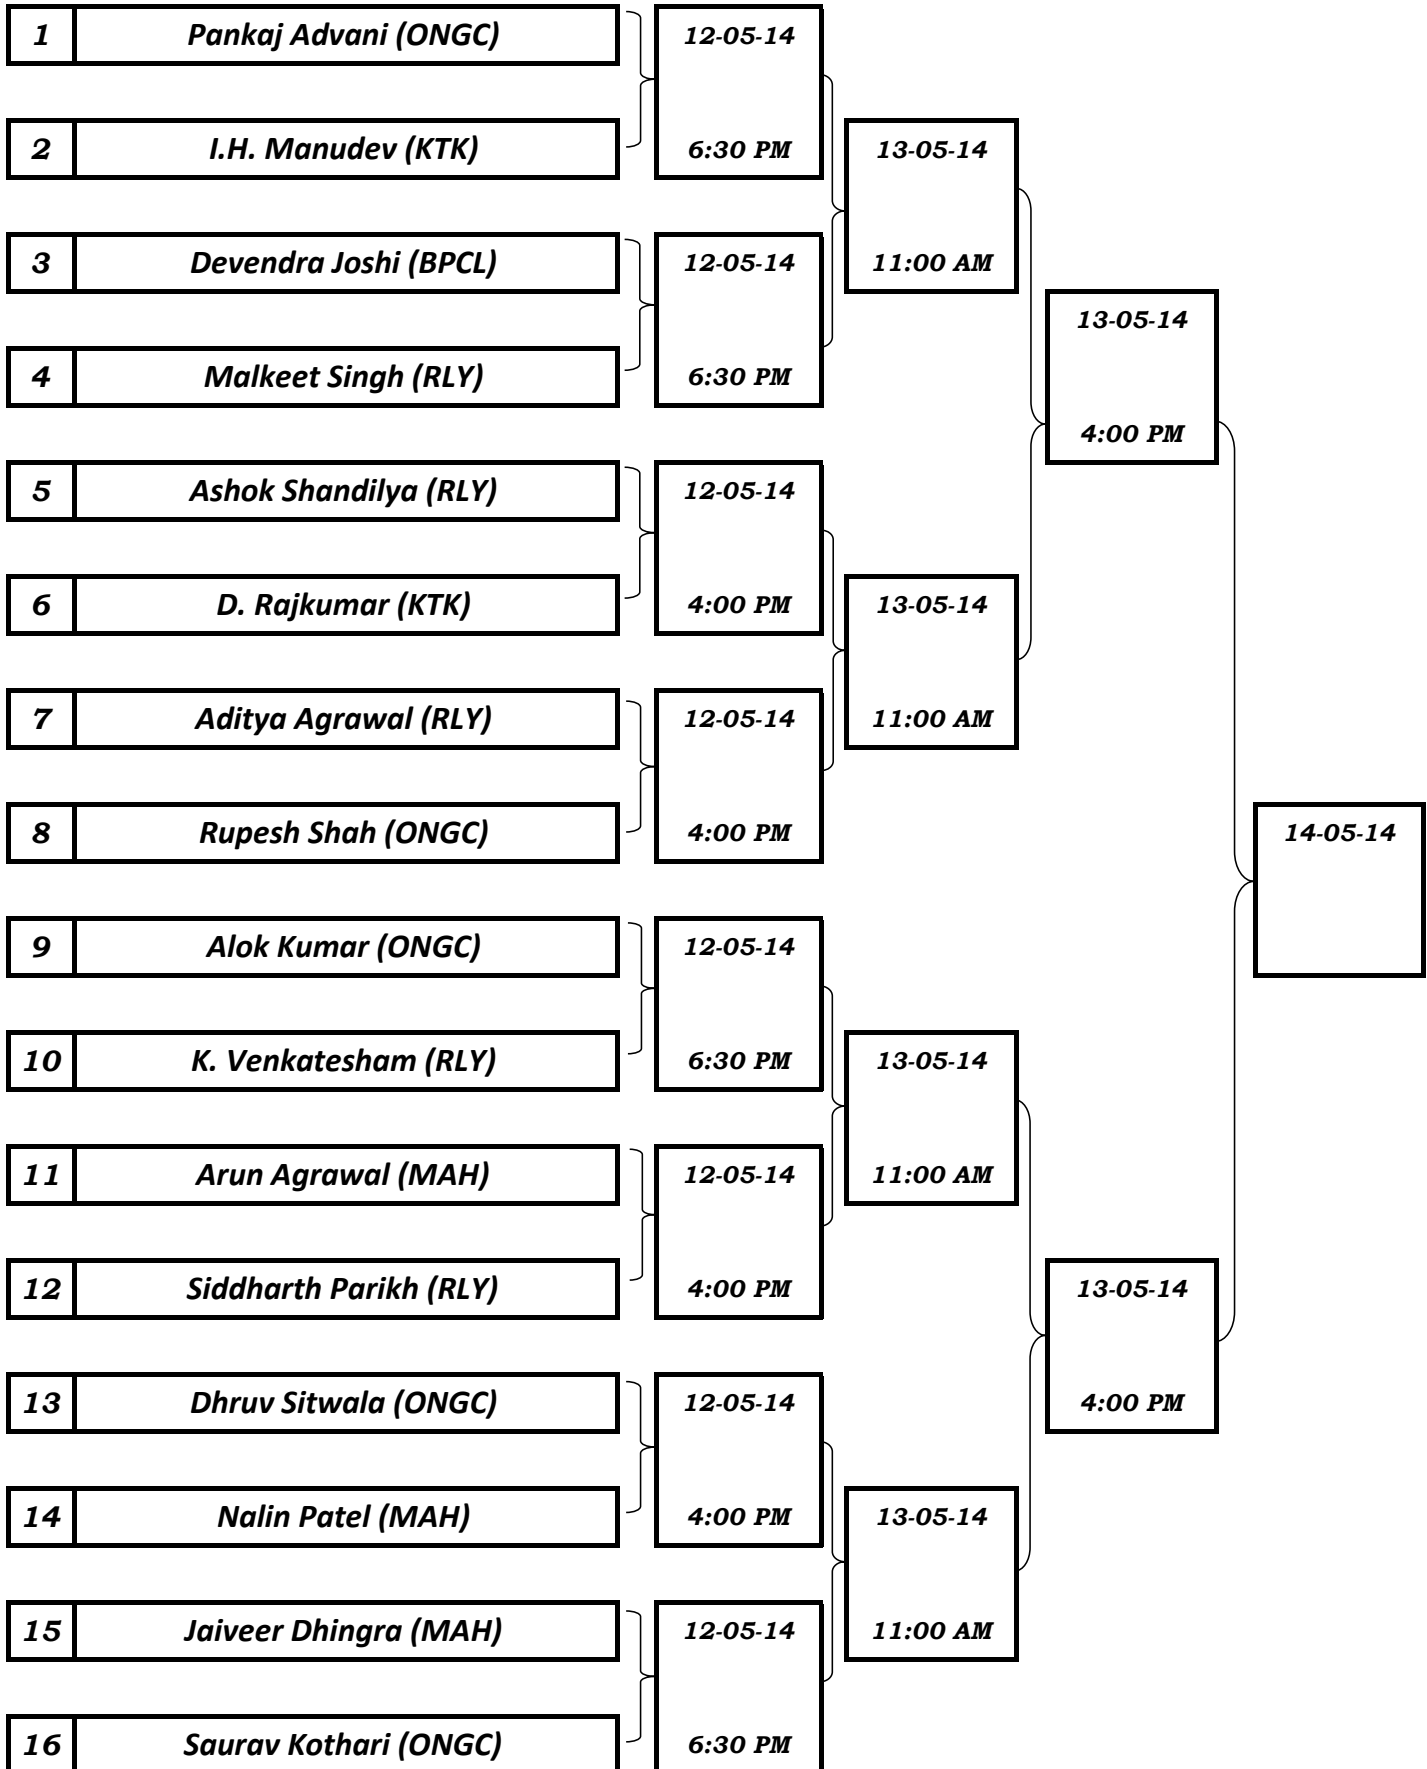 1 Pankaj Advani (ONGC) 12-05-14
2 I.H. Manudev (KTK) 6:30 PM 13-05-14
3 Devendra Joshi (BPCL) 12-05-14 11:00 AM
13-05-14
4 Malkeet Singh (RLY) 6:30 PM
4:00 PM
5 Ashok Shandilya (RLY) 12-05-14
6 D. Rajkumar (KTK) 4:00 PM 13-05-14
7 Aditya Agrawal (RLY) 12-05-14 11:00 AM
8 Rupesh Shah (ONGC) 4:00 PM 14-05-14
9 Alok Kumar (ONGC) 12-05-14
10 K. Venkatesham (RLY) 6:30 PM 13-05-14
11 Arun Agrawal (MAH) 12-05-14 11:00 AM
12 Siddharth Parikh (RLY) 4:00 PM 13-05-14
13 Dhruv Sitwala (ONGC) 12-05-14 4:00 PM
14 Nalin Patel (MAH) 4:00 PM 13-05-14
15 Jaiveer Dhingra (MAH) 12-05-14 11:00 AM
16 Saurav Kothari (ONGC) 6:30 PM